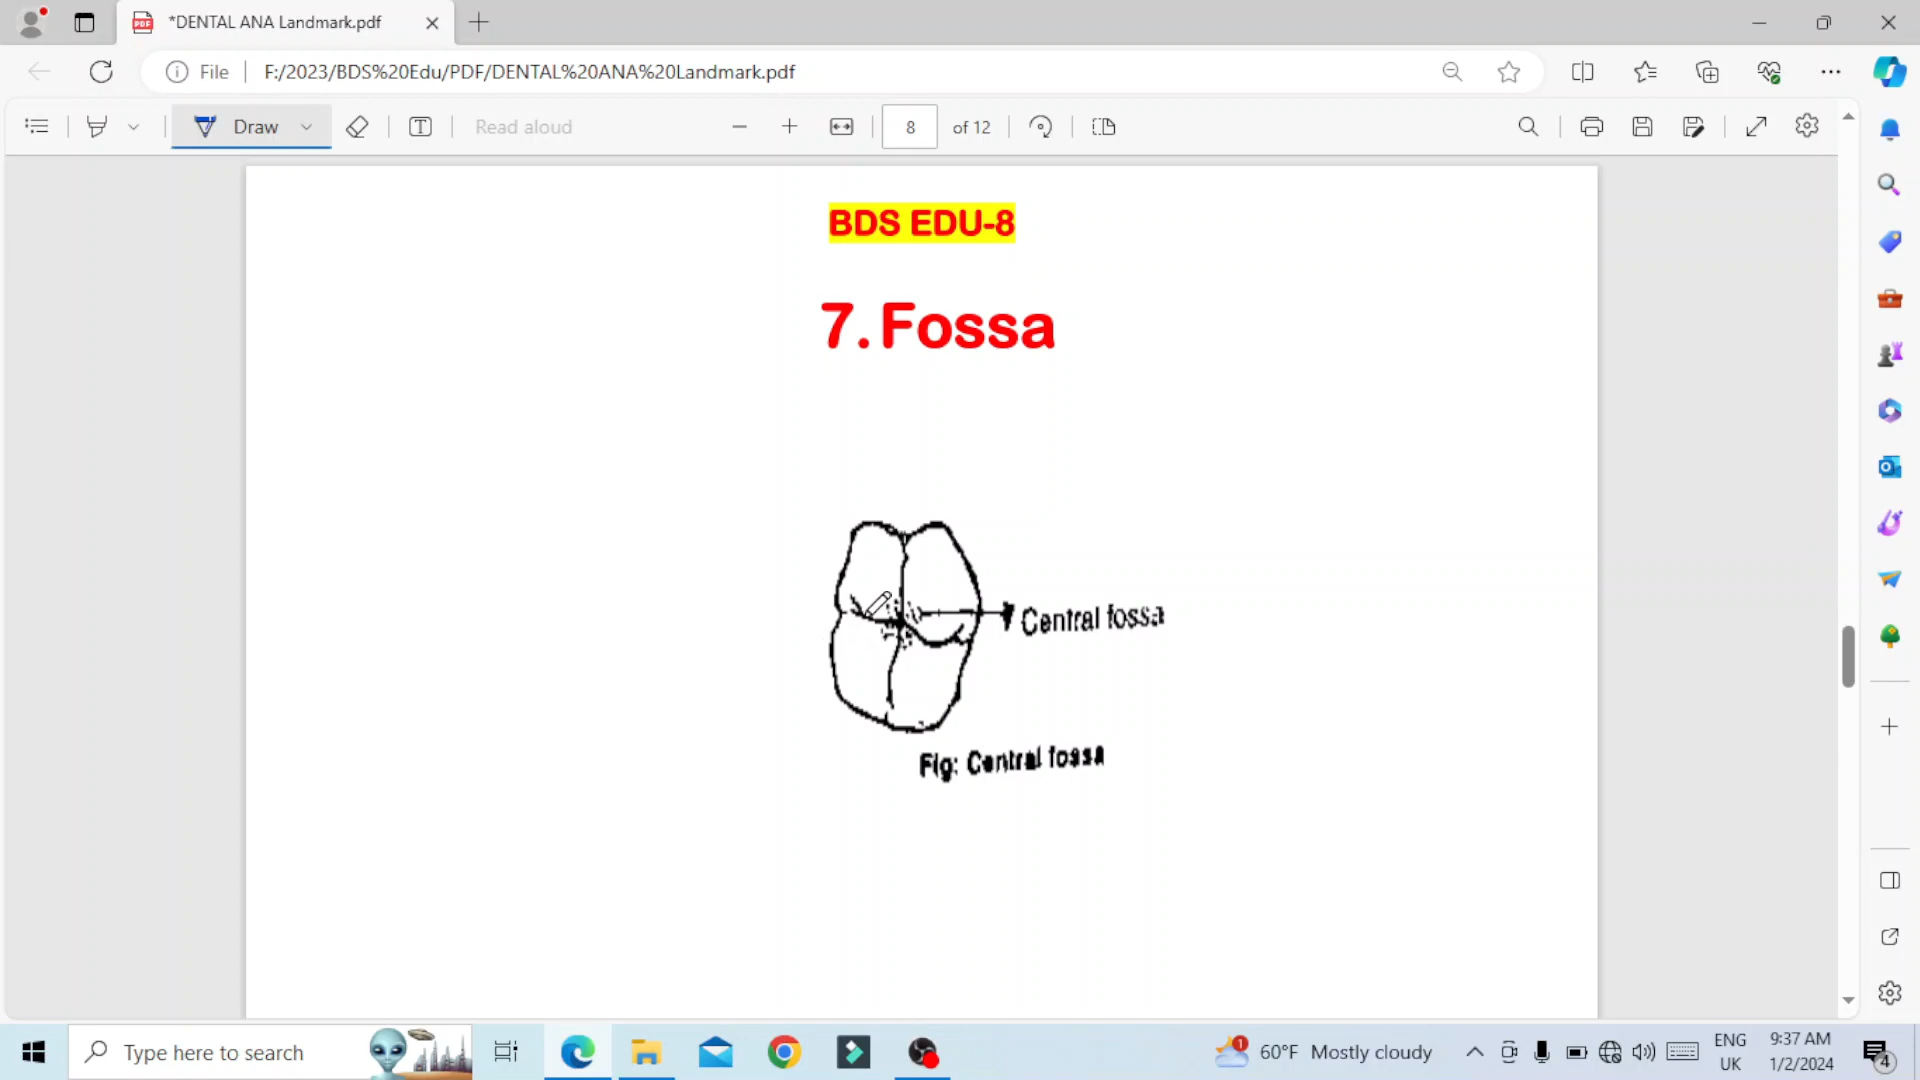 *DENTAL ANA Landmark.pdf
File
F:/2023/BDS%20Edu/PDF/DENTAL%20ANA%20Landmark.pdf
Draw
Read aloud
8 of 12
BDS EDU-8
7. Fossa
Central fossa
Fig: Central fossa
Type here to search
1
60°F Mostly cloudy
ENG
UK
9:37 AM
1/2/2024
4